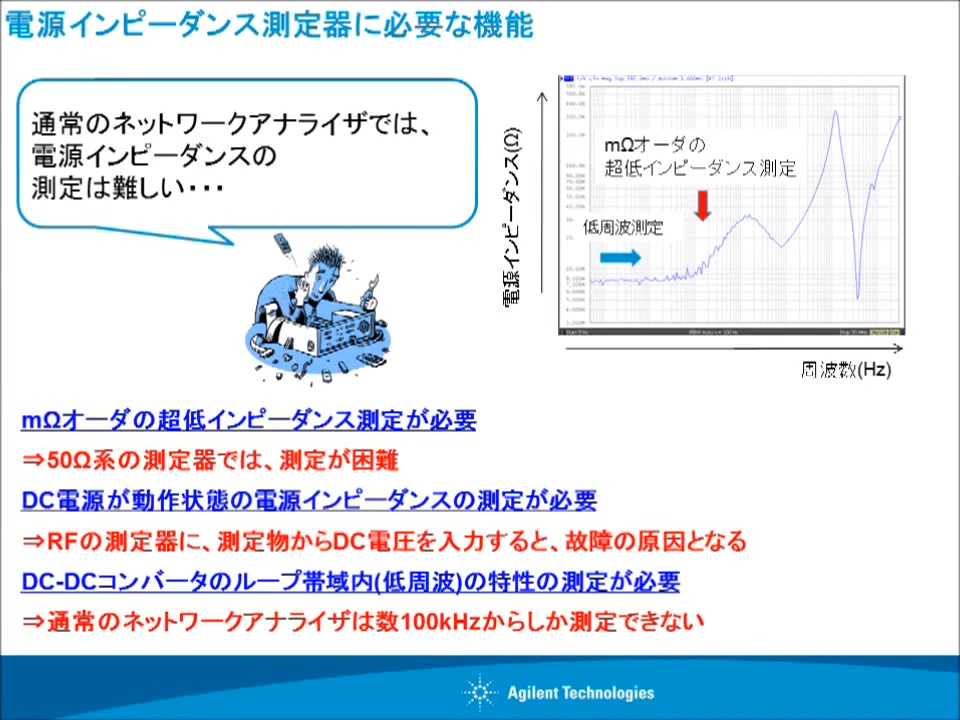 電源インピーダンス測定器に必要な機能
通常のネットワークアナライザでは、
電源インピーダンスの
測定は難しい・・・
電源インピーダンス(Ω)
mΩオーダの
超低インピーダンス測定
低周波測定
周波数(Hz)
mΩオーダの超低インピーダンス測定が必要
⇒50Ω系の測定器では、測定が困難
DC電源が動作状態の電源インピーダンスの測定が必要
⇒RFの測定器に、測定物からDC電圧を入力すると、故障の原因となる
DC-DCコンバータのループ帯域内(低周波)の特性の測定が必要
⇒通常のネットワークアナライザは数100kHzからしか測定できない
Agilent Technologies